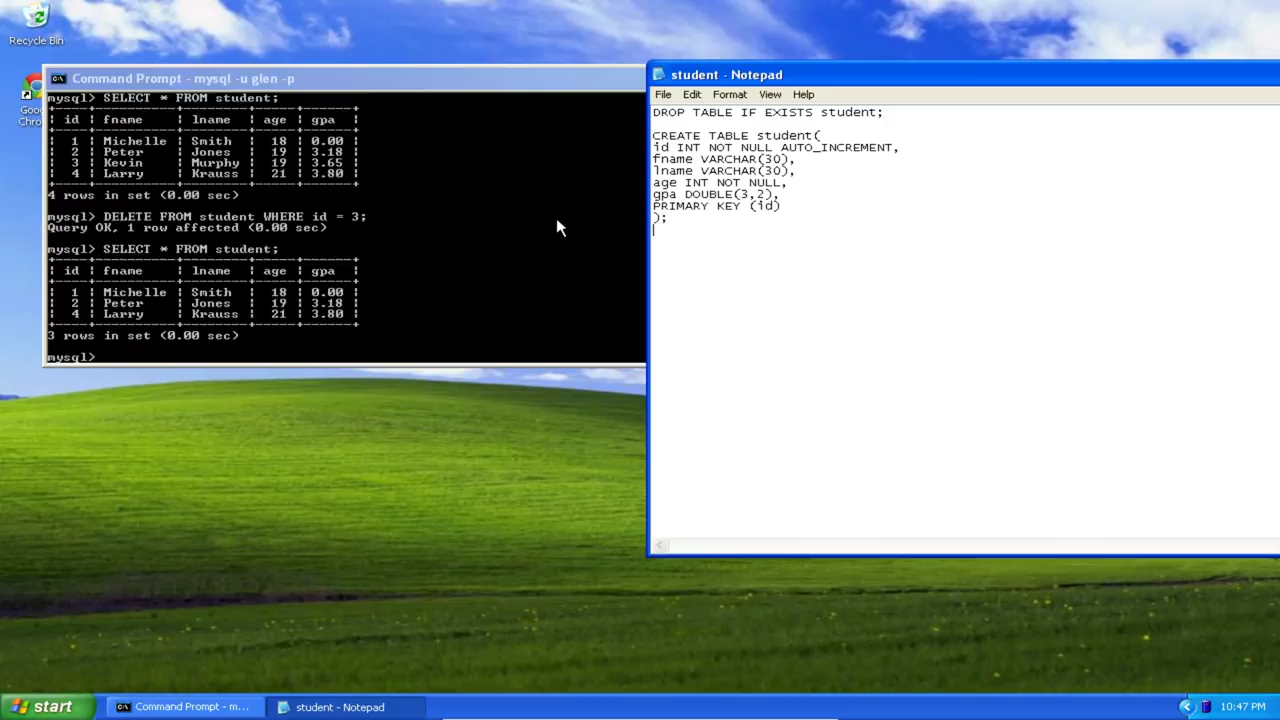 Recycle Bin
Goo
Chro
Command Prompt - mysql -u glen -p
mysql> SELECT * FROM student;
| id | fname | lname | age | gpa |
| 1 | Michelle | Smith | 18 | 0.00 |
| 2 | Peter | Jones | 19 | 3.18 |
| 3 | Kevin | Murphy | 19 | 3.65 |
| 4 | Larry | Krauss | 21 | 3.80 |
4 rows in set (0.00 sec)
mysql> DELETE FROM student WHERE id = 3;
Query OK, 1 row affected (0.00 sec)
mysql> SELECT * FROM student;
| id | fname | lname | age | gpa |
| 1 | Michelle | Smith | 18 | 0.00 |
| 2 | Peter | Jones | 19 | 3.18 |
| 4 | Larry | Krauss | 21 | 3.80 |
3 rows in set (0.00 sec)
mysql>
student - Notepad
File Edit Format View Help
DROP TABLE IF EXISTS student;
CREATE TABLE student(
id INT NOT NULL AUTO_INCREMENT,
fname VARCHAR(30),
lname VARCHAR(30),
age INT NOT NULL,
gpa DOUBLE(3,2),
PRIMARY KEY (id)
);
start
Command Prompt - m...
student - Notepad
10:47 PM